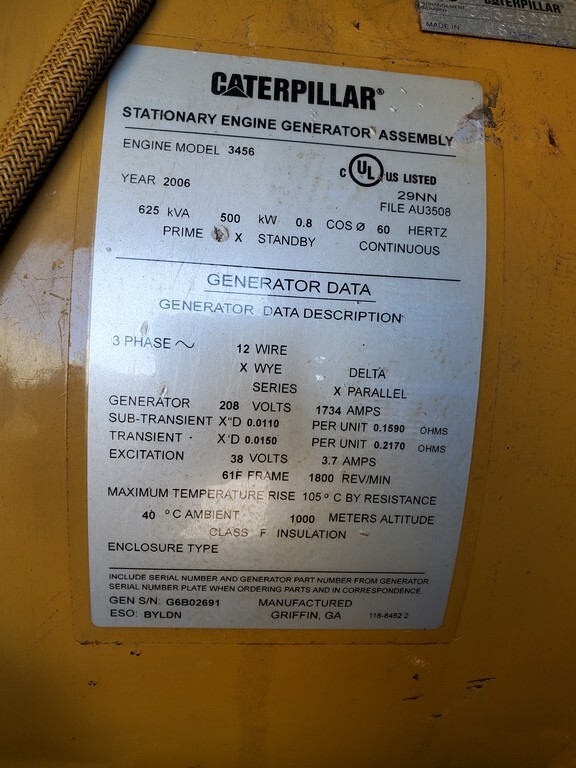 CATERPILLAR
MADE IN
CATERPILLAR®
STATIONARY ENGINE GENERATOR ASSEMBLY
ENGINE MODEL 3456
C UL US LISTED
YEAR 2006
29NN
FILE AU3508
625 kVA 500 kW 0.8 COS Ø 60 HERTZ
PRIME X STANDBY CONTINUOUS
GENERATOR DATA
GENERATOR DATA DESCRIPTION
3 PHASE ~ 12 WIRE
X WYE DELTA
SERIES X PARALLEL
GENERATOR 208 VOLTS 1734 AMPS
SUB-TRANSIENT X"D 0.0110 PER UNIT 0.1590 OHMS
TRANSIENT X'D 0.0150 PER UNIT 0.2170 OHMS
EXCITATION 38 VOLTS 3.7 AMPS
61F FRAME 1800 REV/MIN
MAXIMUM TEMPERATURE RISE 105 ° C BY RESISTANCE
40 ° C AMBIENT 1000 METERS ALTITUDE
CLASS F INSULATION
ENCLOSURE TYPE
INCLUDE SERIAL NUMBER AND GENERATOR PART NUMBER FROM GENERATOR
SERIAL NUMBER PLATE WHEN ORDERING PARTS AND IN CORRESPONDENCE.
GEN S/N: G6B02691 MANUFACTURED
ESO: BYLDN GRIFFIN, GA 118-8452 2